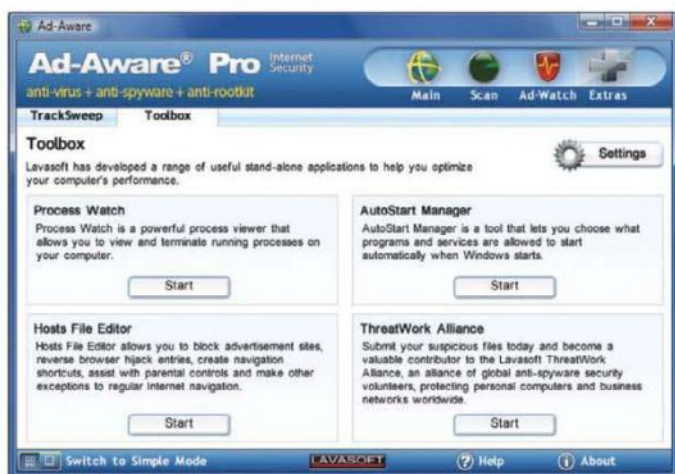 Ad-Aware
Ad-Aware® Pro Internet Security
anti-virus + anti-spyware + anti-rootkit
Main Scan Ad-Watch Extras
TrackSweep Toolbox
Toolbox
Lavasoft has developed a range of useful stand-alone applications to help you optimize
your computer's performance.
Settings
Process Watch
Process Watch is a powerful process viewer that
allows you to view and terminate running processes on
your computer.
Start
AutoStart Manager
AutoStart Manager is a tool that lets you choose what
programs and services are allowed to start
automatically when Windows starts.
Start
Hosts File Editor
Hosts File Editor allows you to block advertisement sites,
reverse browser hijack entries, create navigation
shortcuts, assist with parental controls and make other
exceptions to regular Internet navigation.
Start
ThreatWork Alliance
Submit your suspicious files today and become a
valuable contributor to the Lavasoft ThreatWork
Alliance, an alliance of global anti-spyware security
volunteers, protecting personal computers and business
networks worldwide.
Start
Switch to Simple Mode
LAVASOFT
? Help
i About